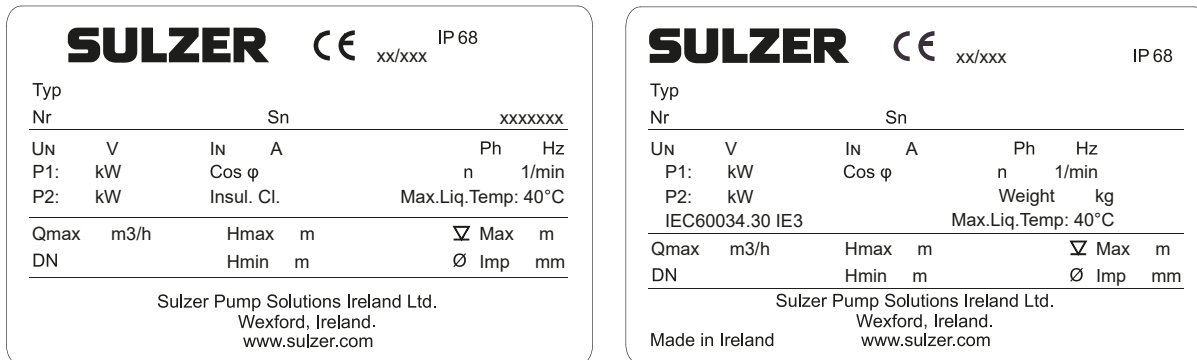 SULZER CE xx/xxx IP 68
Typ
Nr Sn xxxxxxx
UN V IN A Ph Hz
P1: kW Cos φ n 1/min
P2: kW Insul. Cl. Max.Liq.Temp: 40°C
Qmax m3/h Hmax m ∇ Max m
DN Hmin m Ø Imp mm
Sulzer Pump Solutions Ireland Ltd.
Wexford, Ireland.
www.sulzer.com
SULZER CE xx/xxx IP 68
Typ
Nr Sn
UN V IN A Ph Hz
P1: kW Cos φ n 1/min
P2: kW Weight kg
IEC60034.30 IE3 Max.Liq.Temp: 40°C
Qmax m3/h Hmax m ∇ Max m
DN Hmin m Ø Imp mm
Sulzer Pump Solutions Ireland Ltd.
Wexford, Ireland.
Made in Ireland www.sulzer.com